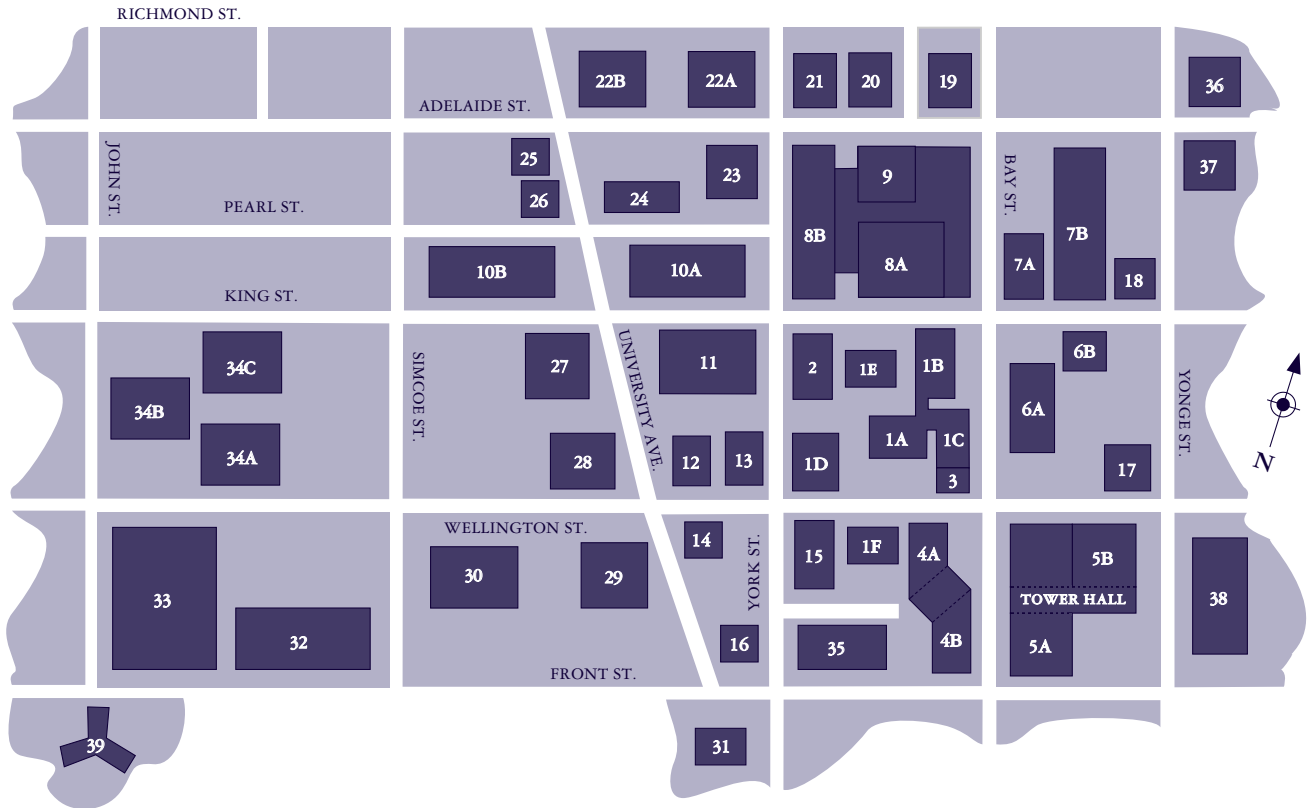 RICHMOND ST.
22B
22A
21
20
19
36
ADELAIDE ST.
JOHN ST.
25
26
24
23
9
8B
8A
BAY ST.
7B
7A
18
37
PEARL ST.
10B
10A
KING ST.
34C
34B
34A
SIMCOE ST.
27
28
UNIVERSITY AVE.
11
12
13
2
1E
1B
1A
1C
1D
3
6B
6A
17
YONGE ST.
N
WELLINGTON ST.
33
32
30
29
14
YORK ST.
16
15
1F
4A
4B
35
5B
TOWER HALL
5A
38
FRONT ST.
39
31